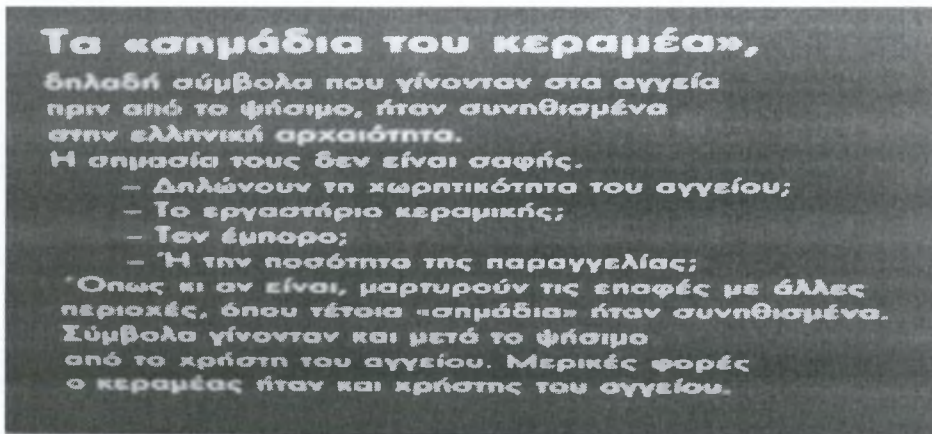 Τα «σημάδια του κεραμέα»,
δηλαδή σύμβολα που γίνονταν στα αγγεία
πριν από το ψήσιμο, ήταν συνηθισμένα
στην ελληνική αρχαιότητα.
Η σημασία τους δεν είναι σαφής.
– Δηλώνουν τη χωρητικότητα του αγγείου;
– Το εργαστήριο κεραμικής;
– Τον έμπορο;
– Ή την ποσότητα της παραγγελίας;
Όπως κι αν είναι, μαρτυρούν τις επαφές με άλλες
περιοχές, όπου τέτοια «σημάδια» ήταν συνηθισμένα.
Σύμβολα γίνονταν και μετά το ψήσιμο
από το χρήστη του αγγείου. Μερικές φορές
ο κεραμέας ήταν και χρήστης του αγγείου.